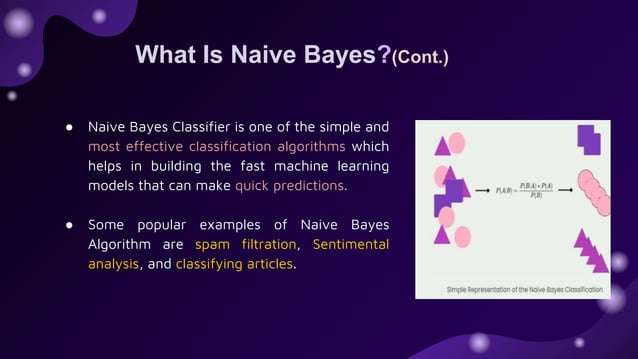 What Is Naive Bayes?(Cont.)
● Naive Bayes Classifier is one of the simple and
most effective classification algorithms which
helps in building the fast machine learning
models that can make quick predictions.
● Some popular examples of Naive Bayes
Algorithm are spam filtration, Sentimental
analysis, and classifying articles.
P(A|B) = P(B|A) * P(A) / P(B)
Simple Representation of the Naive Bayes Classification